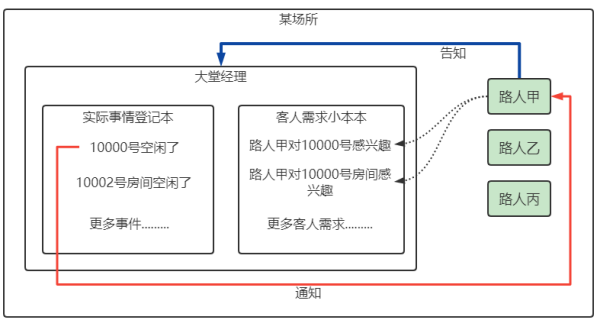 某场所
告知
大堂经理
实际事情登记本
10000号空闲了
10002号房间空闲了
更多事件.........
客人需求小本本
路人甲对10000号感兴趣
路人甲对10000号房间感
兴趣
更多客人需求.........
路人甲
路人乙
路人丙
通知